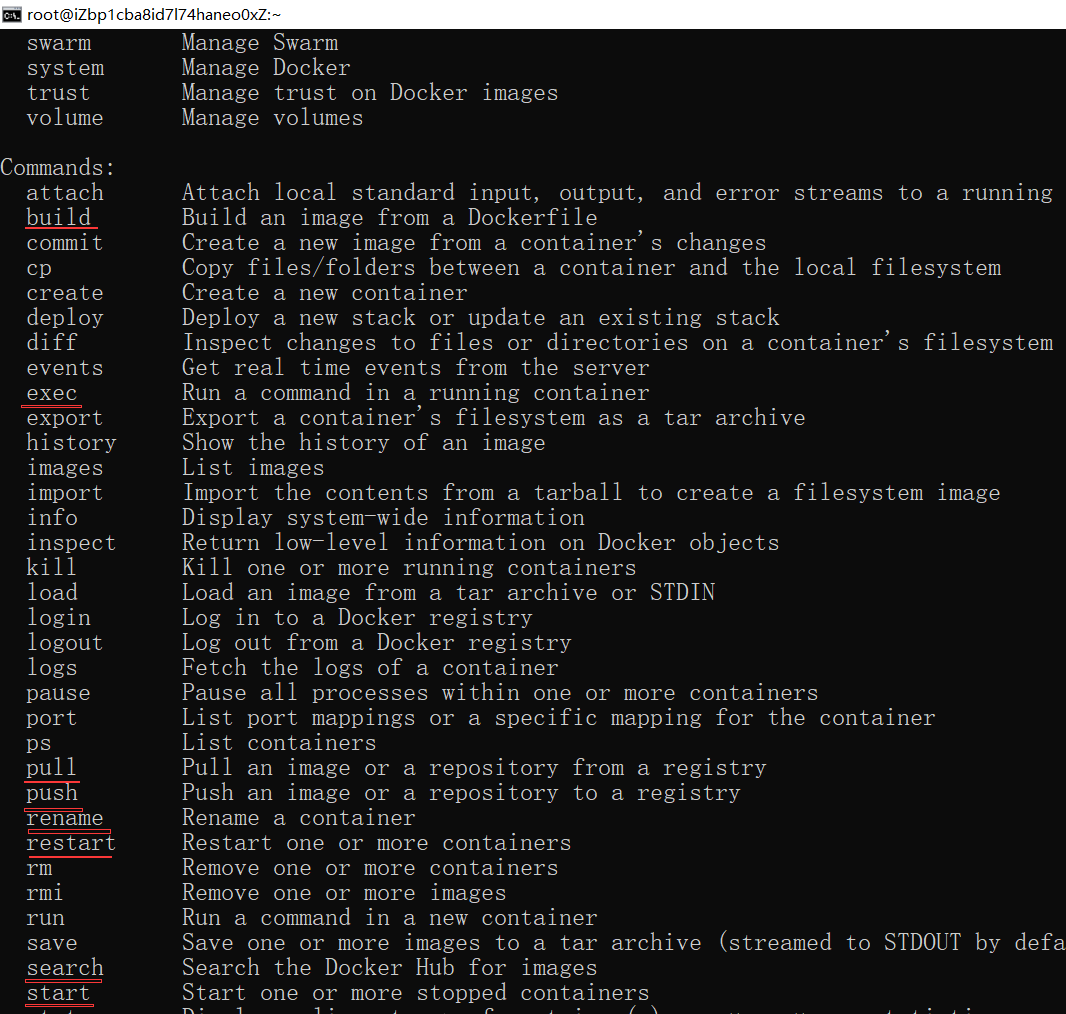 root@iZbp1cba8id7l74haneo0xZ:~
swarm Manage Swarm
system Manage Docker
trust Manage trust on Docker images
volume Manage volumes
Commands:
attach Attach local standard input, output, and error streams to a running
build Build an image from a Dockerfile
commit Create a new image from a container's changes
cp Copy files/folders between a container and the local filesystem
create Create a new container
deploy Deploy a new stack or update an existing stack
diff Inspect changes to files or directories on a container's filesystem
events Get real time events from the server
exec Run a command in a running container
export Export a container's filesystem as a tar archive
history Show the history of an image
images List images
import Import the contents from a tarball to create a filesystem image
info Display system-wide information
inspect Return low-level information on Docker objects
kill Kill one or more running containers
load Load an image from a tar archive or STDIN
login Log in to a Docker registry
logout Log out from a Docker registry
logs Fetch the logs of a container
pause Pause all processes within one or more containers
port List port mappings or a specific mapping for the container
ps List containers
pull Pull an image or a repository from a registry
push Push an image or a repository to a registry
rename Rename a container
restart Restart one or more containers
rm Remove one or more containers
rmi Remove one or more images
run Run a command in a new container
save Save one or more images to a tar archive (streamed to STDOUT by defa
search Search the Docker Hub for images
start Start one or more stopped containers